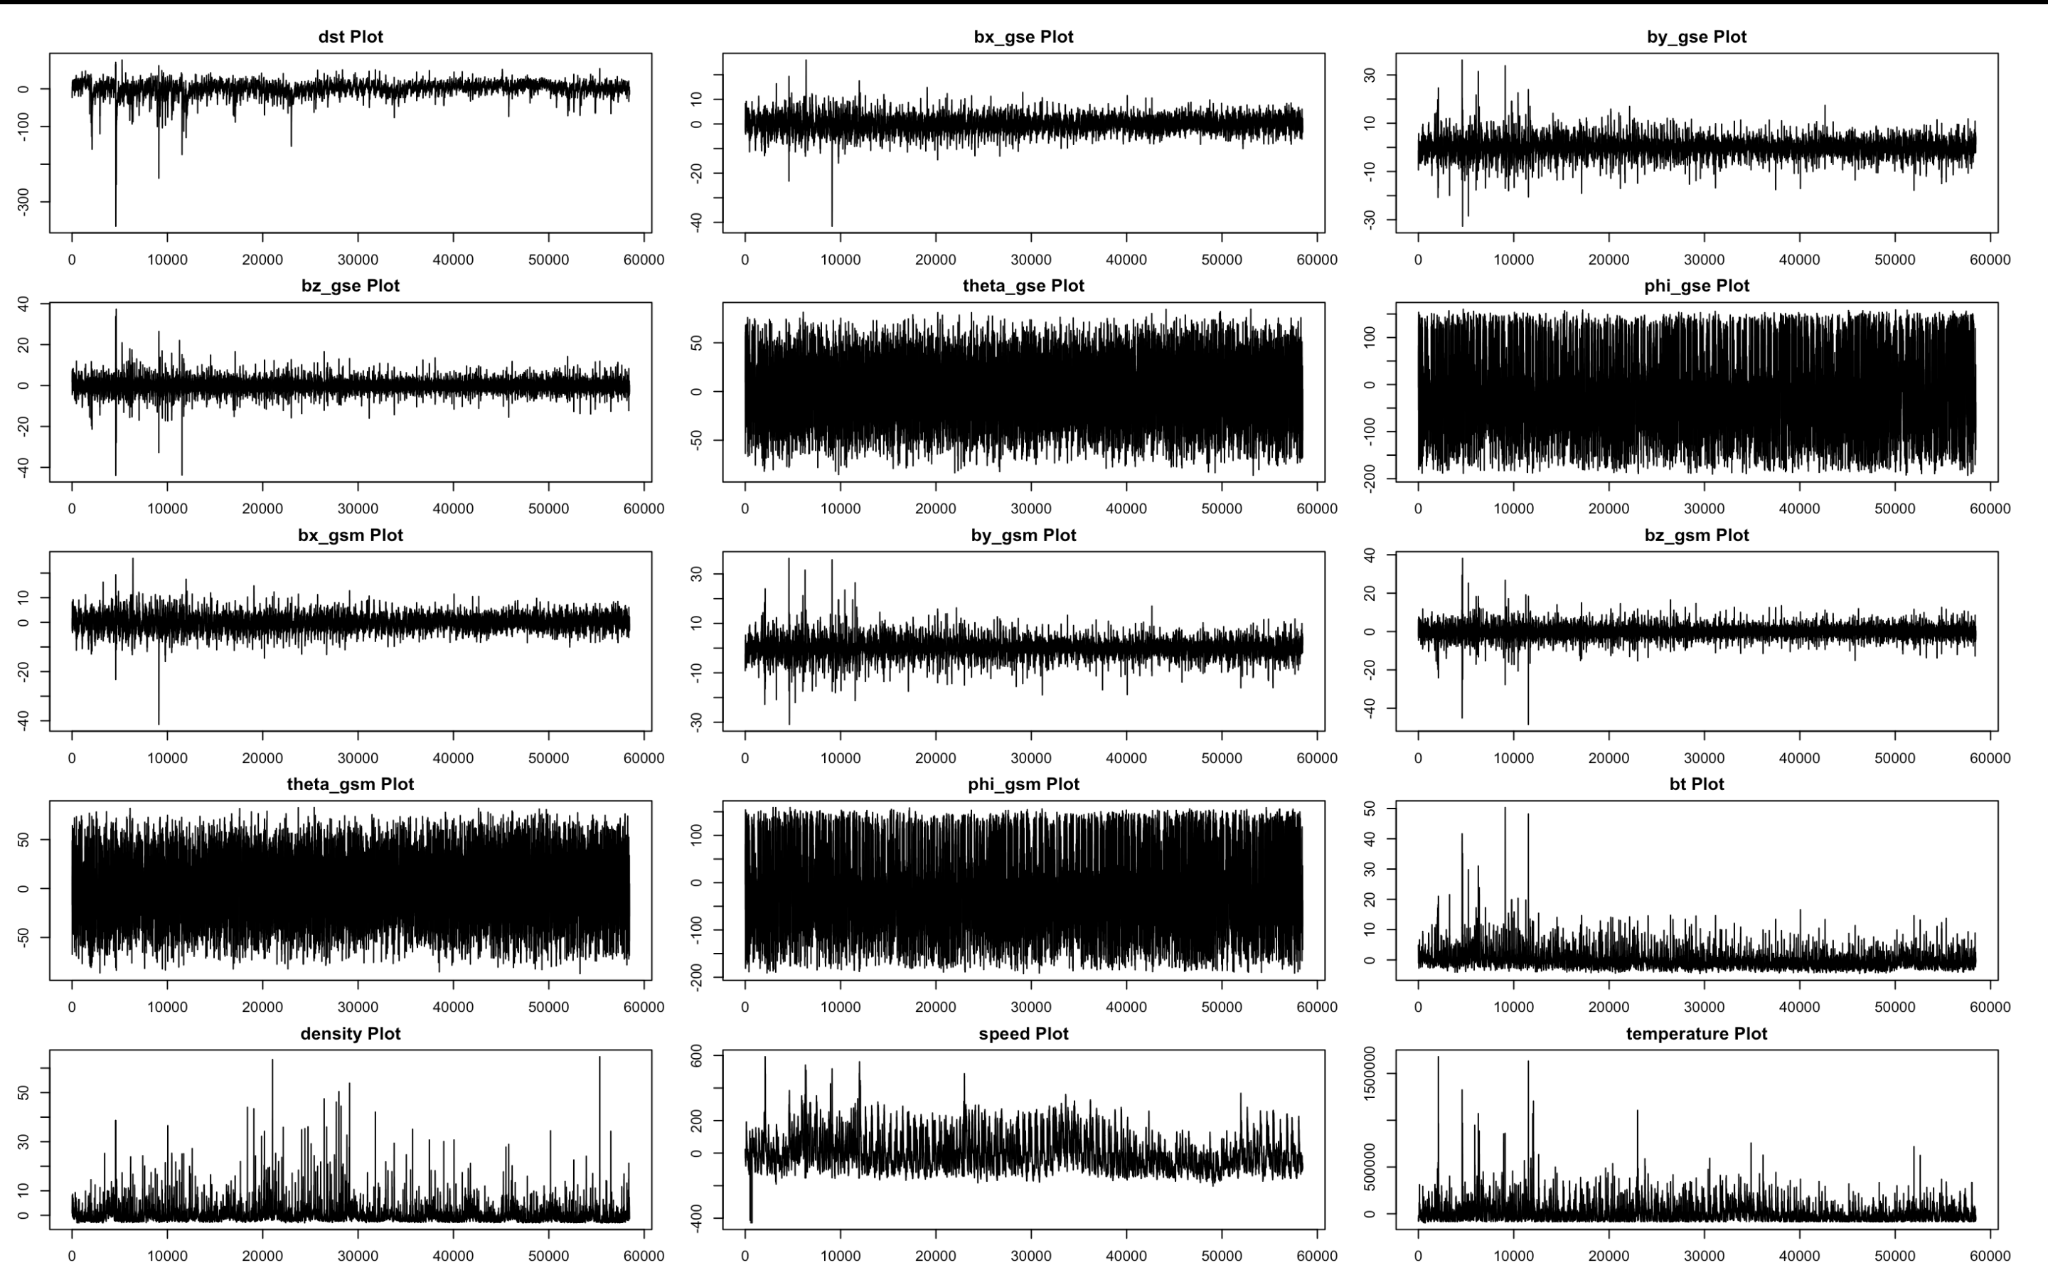 dst Plot bx_gse Plot by_gse Plot
0 -100 -300
10 0 -20 -40
30 10 -10 -30
0 10000 20000 30000 40000 50000 60000 0 10000 20000 30000 40000 50000 60000 0 10000 20000 30000 40000 50000 60000
bz_gse Plot theta_gse Plot phi_gse Plot
40 20 0 -20 -40
50 0 -50
100 0 -100 -200
0 10000 20000 30000 40000 50000 60000 0 10000 20000 30000 40000 50000 60000 0 10000 20000 30000 40000 50000 60000
bx_gsm Plot by_gsm Plot bz_gsm Plot
10 0 -20 -40
30 10 -10 -30
40 20 0 -20 -40
0 10000 20000 30000 40000 50000 60000 0 10000 20000 30000 40000 50000 60000 0 10000 20000 30000 40000 50000 60000
theta_gsm Plot phi_gsm Plot bt Plot
50 0 -50
100 0 -100 -200
50 40 30 20 10 0
0 10000 20000 30000 40000 50000 60000 0 10000 20000 30000 40000 50000 60000 0 10000 20000 30000 40000 50000 60000
density Plot speed Plot temperature Plot
50 30 10 0
600 200 0 -400
1500000 500000 0
0 10000 20000 30000 40000 50000 60000 0 10000 20000 30000 40000 50000 60000 0 10000 20000 30000 40000 50000 60000